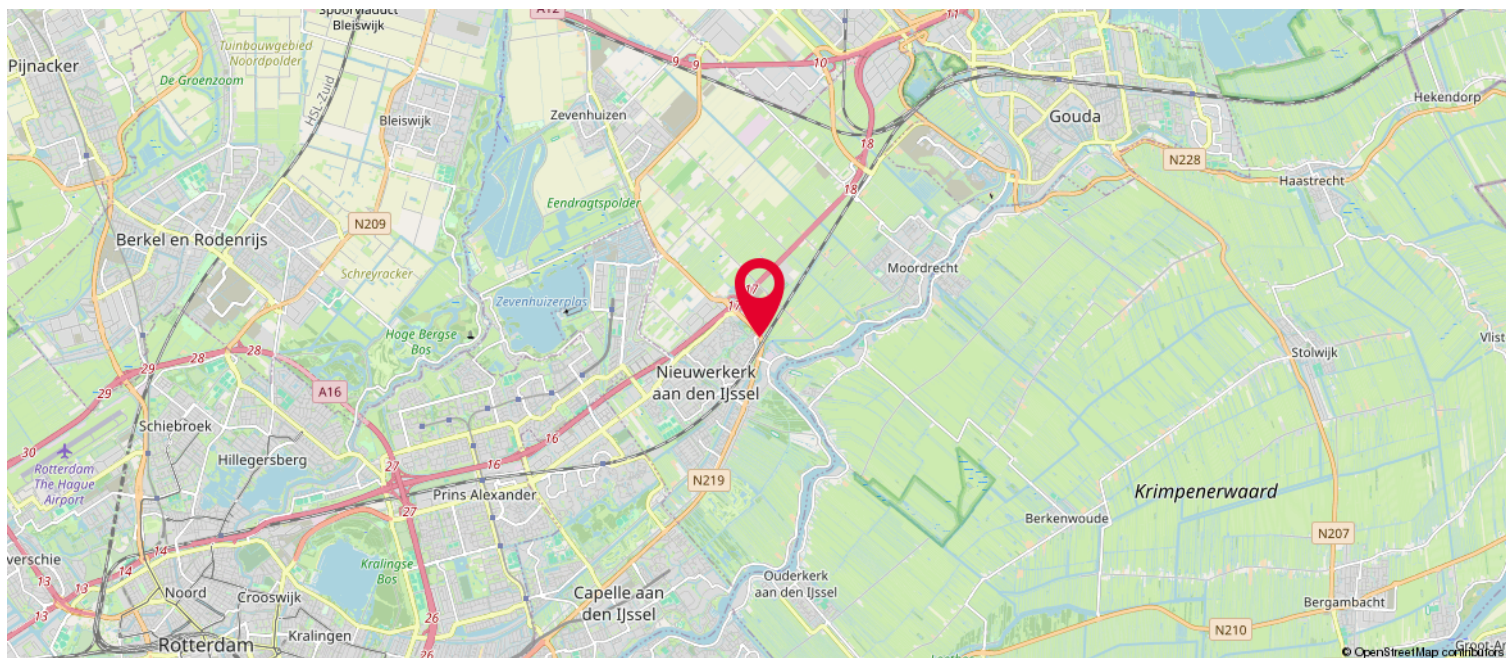 Spoorviaduct
Bleiswijk
A12
11
Tuinbouwgebied
Noordpolder
Pijnacker
De Groenzoom
9
9
10
HSL-Zuid
Bleiswijk
Zevenhuizen
Gouda
Hekendorp
18
N228
Haastrecht
18
Eendragtspolder
N209
Berkel en Rodenrijs
Schreyracker
Moordrecht
17
17
Zevenhuizerplas
Hoge Bergse
Bos
28
28
29
29
A16
Vlist
Stolwijk
Nieuwerkerk
aan den IJssel
Schiebroek
16
30
Rotterdam
The Hague
Airport
Hillegersberg
27
16
N219
Prins Alexander
27
Krimpenerwaard
Berkenwoude
N207
14
14
verschie
Kralingse
Bos
13
13
13
Noord
Crooswijk
Capelle aan
den IJssel
Ouderkerk
aan den IJssel
Bergambacht
26
26
N210
Kralingen
Rotterdam
© OpenStreetMap contributors